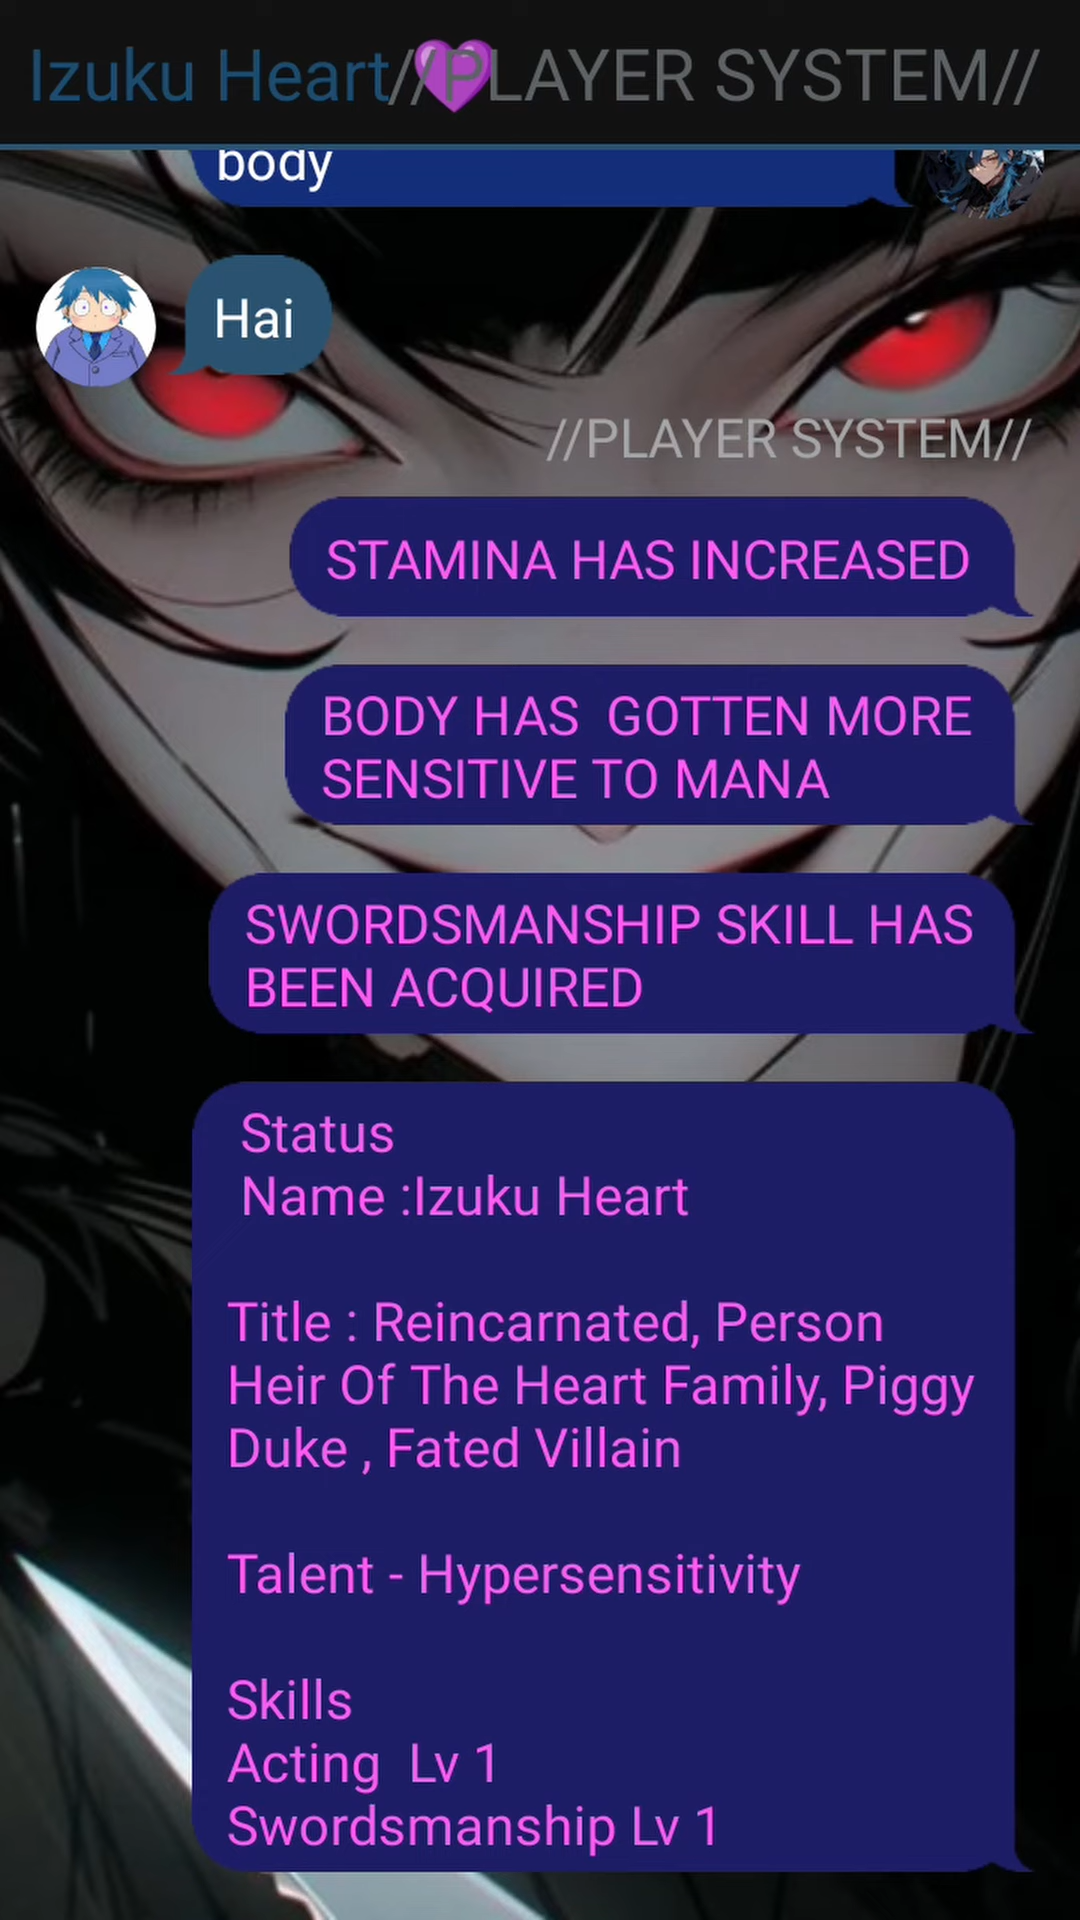 Izuku Heart//💜PLAYER SYSTEM//
body
Hai
//PLAYER SYSTEM//
STAMINA HAS INCREASED
BODY HAS  GOTTEN MORE
SENSITIVE TO MANA
SWORDSMANSHIP SKILL HAS
BEEN ACQUIRED
Status
Name :Izuku Heart
Title : Reincarnated, Person
Heir Of The Heart Family, Piggy
Duke , Fated Villain
Talent - Hypersensitivity
Skills
Acting  Lv 1
Swordsmanship Lv 1